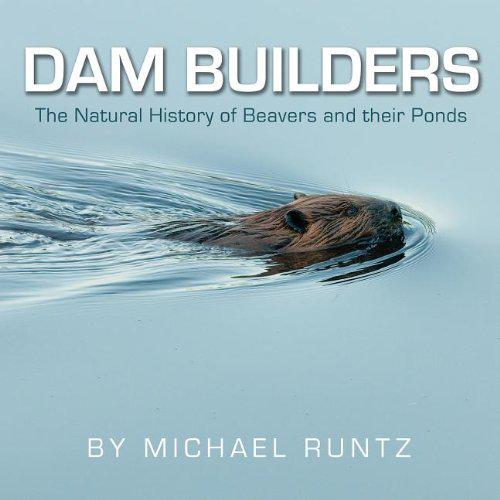 DAM BUILDERS
The Natural History of Beavers and their Ponds
BY MICHAEL RUNTZ